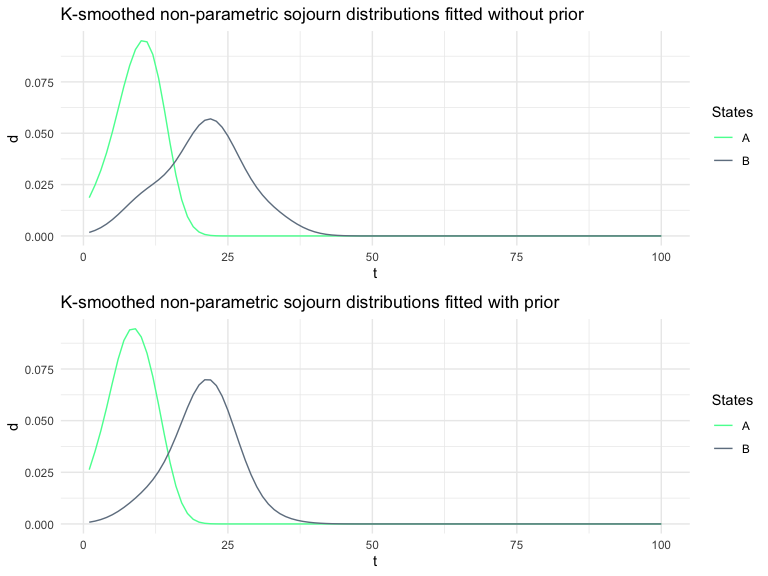 K-smoothed non-parametric sojourn distributions fitted without prior
0.075
0.050
0.025
0.000
d
0 25 50 75 100
t
States
A
B
K-smoothed non-parametric sojourn distributions fitted with prior
0.075
0.050
0.025
0.000
d
0 25 50 75 100
t
States
A
B